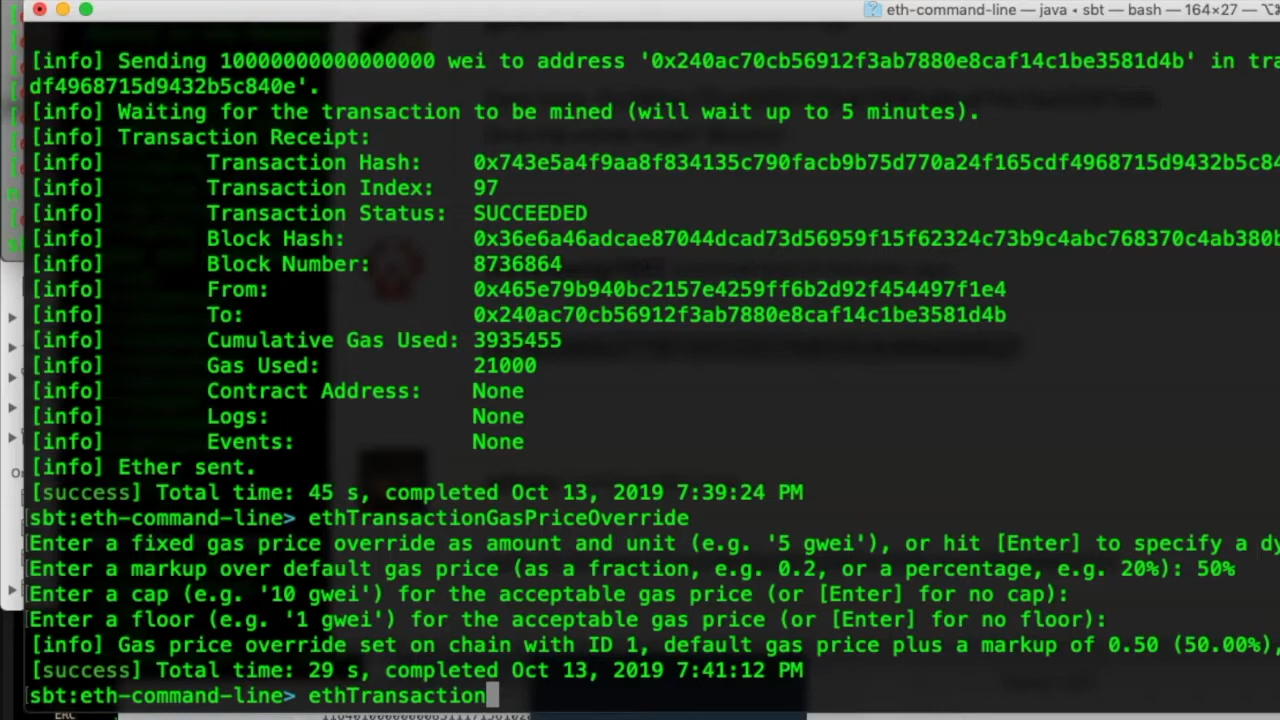 eth-command-line — java ◂ sbt — bash — 164×27 — ⌥
[info] Sending 10000000000000000 wei to address '0x240ac70cb56912f3ab7880e8caf14c1be3581d4b' in tra
df4968715d9432b5c840e'.
[info] Waiting for the transaction to be mined (will wait up to 5 minutes).
[info] Transaction Receipt:
[info] Transaction Hash: 0x743e5a4f9aa8f834135c790facb9b75d770a24f165cdf4968715d9432b5c84
[info] Transaction Index: 97
[info] Transaction Status: SUCCEEDED
[info] Block Hash: 0x36e6a46adcae87044dcad73d56959f15f62324c73b9c4abc768370c4ab380b
[info] Block Number: 8736864
[info] From: 0x465e79b940bc2157e4259ff6b2d92f454497f1e4
[info] To: 0x240ac70cb56912f3ab7880e8caf14c1be3581d4b
[info] Cumulative Gas Used: 3935455
[info] Gas Used: 21000
[info] Contract Address: None
[info] Logs: None
[info] Events: None
[info] Ether sent.
[success] Total time: 45 s, completed Oct 13, 2019 7:39:24 PM
sbt:eth-command-line> ethTransactionGasPriceOverride
Enter a fixed gas price override as amount and unit (e.g. '5 gwei'), or hit [Enter] to specify a dy
Enter a markup over default gas price (as a fraction, e.g. 0.2, or a percentage, e.g. 20%): 50%
Enter a cap (e.g. '10 gwei') for the acceptable gas price (or [Enter] for no cap):
Enter a floor (e.g. '1 gwei') for the acceptable gas price (or [Enter] for no floor):
[info] Gas price override set on chain with ID 1, default gas price plus a markup of 0.50 (50.00%),
[success] Total time: 29 s, completed Oct 13, 2019 7:41:12 PM
sbt:eth-command-line> ethTransaction